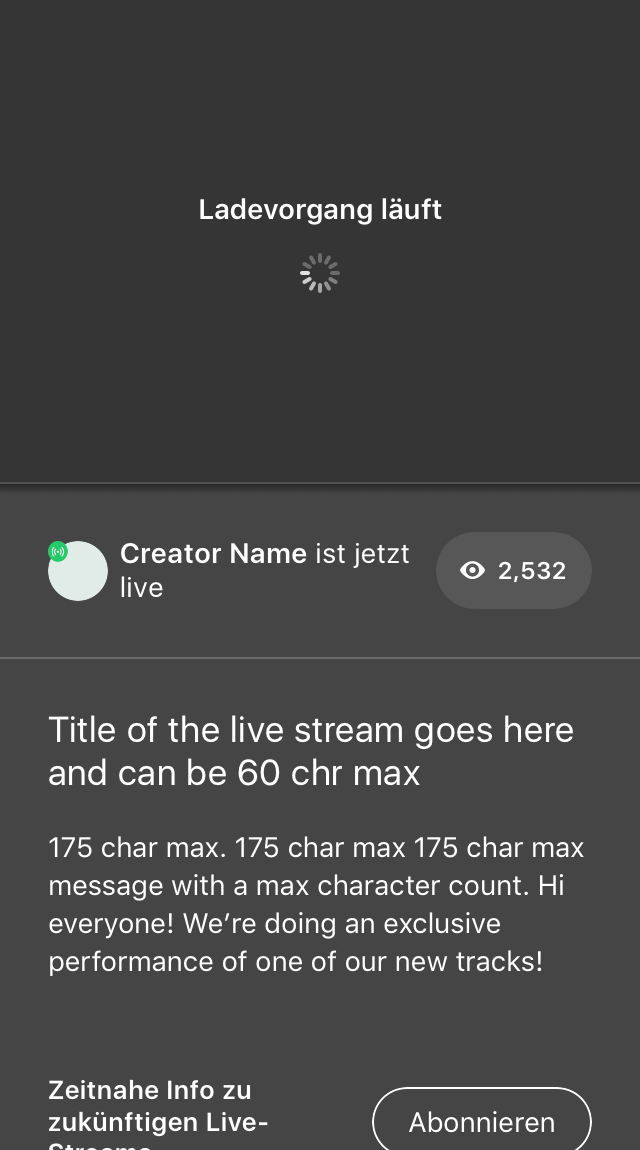 Ladevorgang läuft
Creator Name ist jetzt
live
2,532
Title of the live stream goes here
and can be 60 chr max
175 char max. 175 char max 175 char max
message with a max character count. Hi
everyone! We’re doing an exclusive
performance of one of our new tracks!
Zeitnahe Info zu
zukünftigen Live-
Streams
Abonnieren